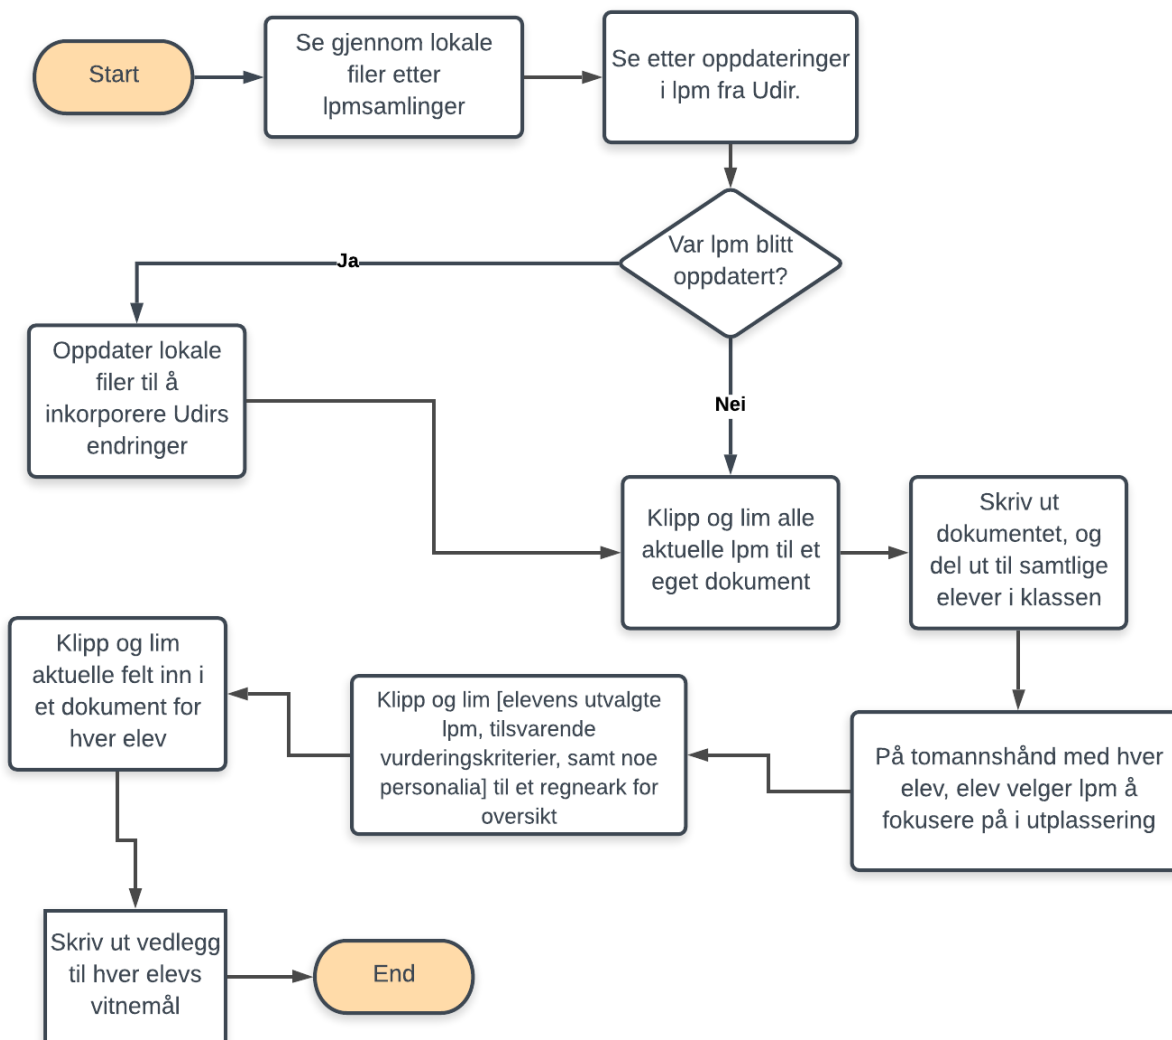 Start
Se gjennom lokale
filer etter
lpmsamlinger
Se etter oppdateringer
i lpm fra Udir.
Var lpm blitt
oppdatert?
Ja
Oppdater lokale
filer til å
inkorporere Udirs
endringer
Nei
Klipp og lim alle
aktuelle lpm til et
eget dokument
Skriv ut
dokumentet, og
del ut til samtlige
elever i klassen
På tomannshånd med hver
elev, elev velger lpm å
fokusere på i utplassering
Klipp og lim [elevens utvalgte
lpm, tilsvarende
vurderingskriterier, samt noe
personalia] til et regneark for
oversikt
Klipp og lim
aktuelle felt inn i
et dokument for
hver elev
Skriv ut vedlegg
til hver elevs
vitnemål
End